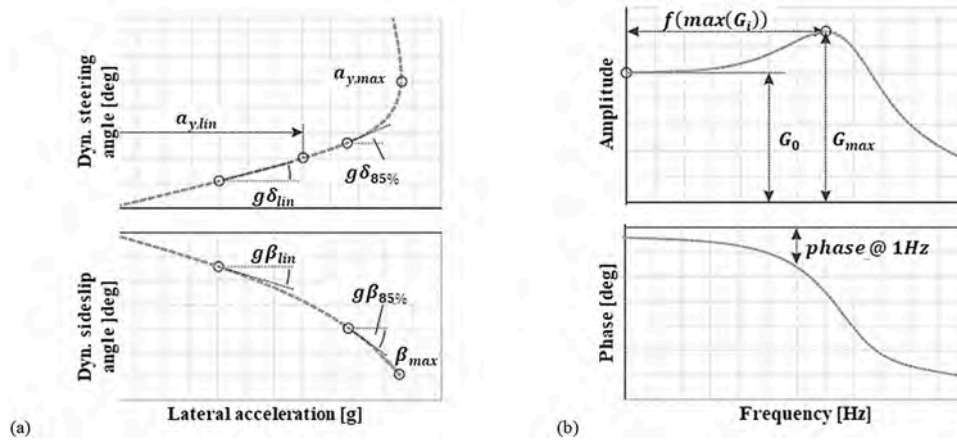 Dyn. steering
angle [deg]
a_y,max
a_y,lin
gδ_85%
gδ_lin
Dyn. sideslip
angle [deg]
gβ_lin
gβ_85%
β_max
(a)
Lateral acceleration [g]
f(max(G_i))
Amplitude
G_0
G_max
phase @ 1Hz
Phase [deg]
(b)
Frequency [Hz]